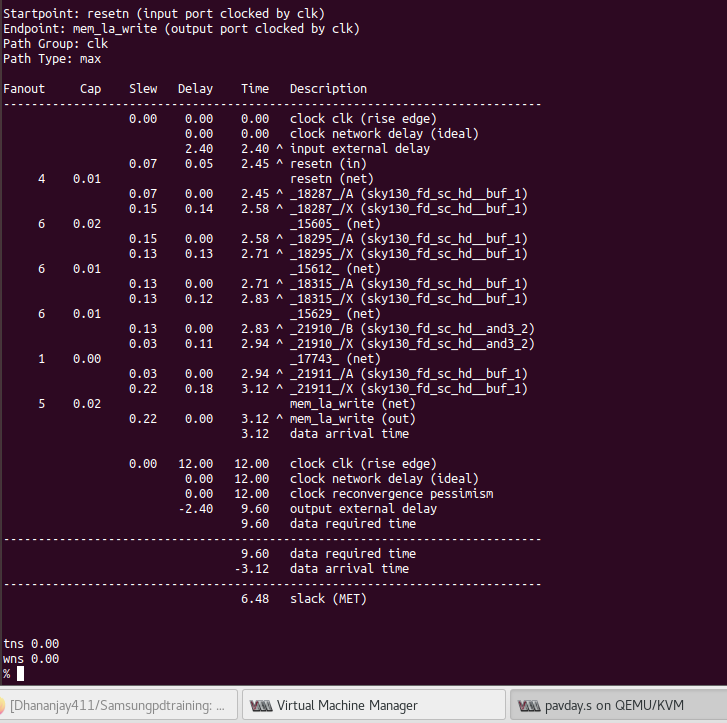 Startpoint: resetn (input port clocked by clk)
Endpoint: mem_la_write (output port clocked by clk)
Path Group: clk
Path Type: max
Fanout Cap Slew Delay Time Description
-----------------------------------------------------------------------------
0.00 0.00 0.00 clock clk (rise edge)
0.00 0.00 clock network delay (ideal)
2.40 2.40 ^ input external delay
0.07 0.05 2.45 ^ resetn (in)
4 0.01 resetn (net)
0.07 0.00 2.45 ^ _18287_/A (sky130_fd_sc_hd__buf_1)
0.15 0.14 2.58 ^ _18287_/X (sky130_fd_sc_hd__buf_1)
6 0.02 _15605_ (net)
0.15 0.00 2.58 ^ _18295_/A (sky130_fd_sc_hd__buf_1)
0.13 0.13 2.71 ^ _18295_/X (sky130_fd_sc_hd__buf_1)
6 0.01 _15612_ (net)
0.13 0.00 2.71 ^ _18315_/A (sky130_fd_sc_hd__buf_1)
0.13 0.12 2.83 ^ _18315_/X (sky130_fd_sc_hd__buf_1)
6 0.01 _15629_ (net)
0.13 0.00 2.83 ^ _21910_/B (sky130_fd_sc_hd__and3_2)
0.03 0.11 2.94 ^ _21910_/X (sky130_fd_sc_hd__and3_2)
1 0.00 _17743_ (net)
0.03 0.00 2.94 ^ _21911_/A (sky130_fd_sc_hd__buf_1)
0.22 0.18 3.12 ^ _21911_/X (sky130_fd_sc_hd__buf_1)
5 0.02 mem_la_write (net)
0.22 0.00 3.12 ^ mem_la_write (out)
3.12 data arrival time
0.00 12.00 12.00 clock clk (rise edge)
0.00 12.00 clock network delay (ideal)
0.00 12.00 clock reconvergence pessimism
-2.40 9.60 output external delay
9.60 data required time
-----------------------------------------------------------------------------
9.60 data required time
-3.12 data arrival time
-----------------------------------------------------------------------------
6.48 slack (MET)
tns 0.00
wns 0.00
%
[Dhananjay411/Samsungpdtraining: ... Virtual Machine Manager pavday.s on QEMU/KVM